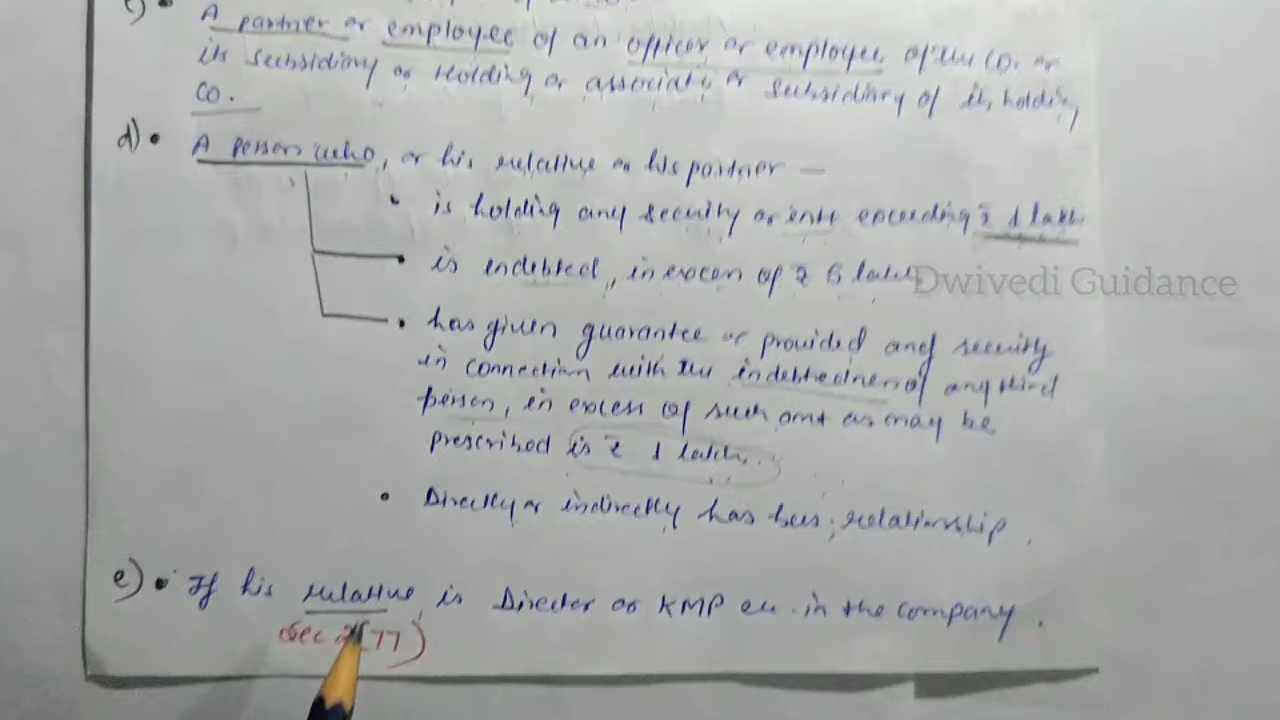 c) • A partner or employee of an officer or employee of the CO. or
its subsidiary or Holding or associate or subsidiary of its holding
CO.
d) • A person who, or his relative or his partner —
• is holding any security or intt exceeding ₹ 1 lakh
• is indebted, in excess of ₹ 5 lakh
Dwivedi Guidance
• has given guarantee or provided any security
in connection with the indebtedness of any third
person, in excess of such amt as may be
prescribed is ₹ 1 lakh.
• Directly or indirectly has bus. relationship.
e) • If his relative is Director or KMP etc. in the company.
Sec 2(77)